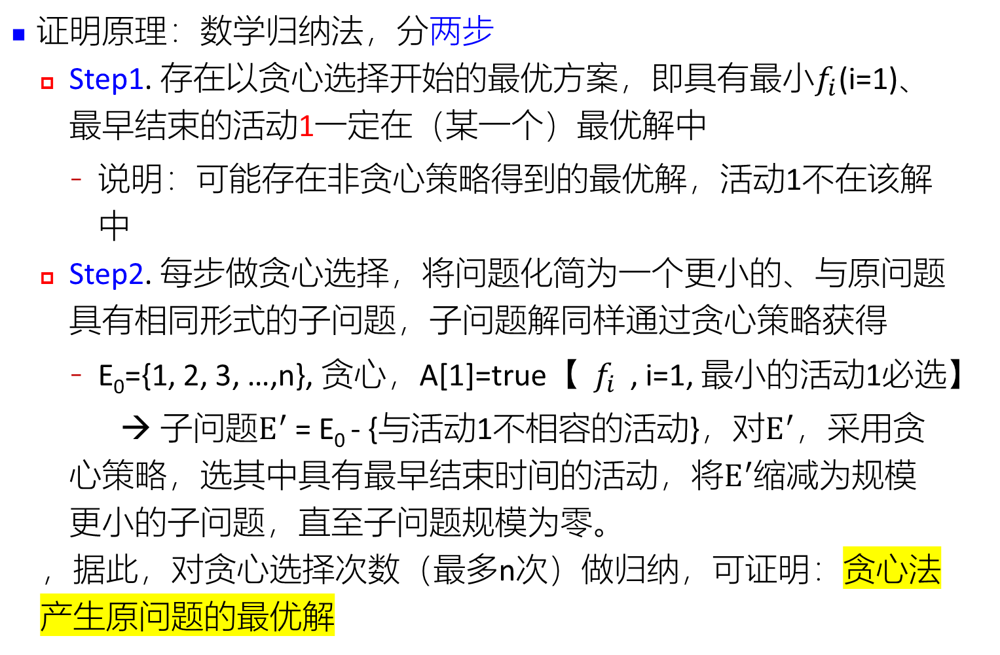 证明原理：数学归纳法，分两步
Step1. 存在以贪心选择开始的最优方案，即具有最小fᵢ(i=1)、
最早结束的活动1一定在（某一个）最优解中
- 说明：可能存在非贪心策略得到的最优解，活动1不在该解
中
Step2. 每步做贪心选择，将问题化简为一个更小的、与原问题
具有相同形式的子问题，子问题解同样通过贪心策略获得
- E₀={1, 2, 3, …,n}, 贪心，A[1]=true【 fᵢ , i=1, 最小的活动1必选】
→ 子问题E′ = E₀ - {与活动1不相容的活动}，对E′，采用贪
心策略，选其中具有最早结束时间的活动，将E′缩减为规模
更小的子问题，直至子问题规模为零。
，据此，对贪心选择次数（最多n次）做归纳，可证明：贪心法
产生原问题的最优解